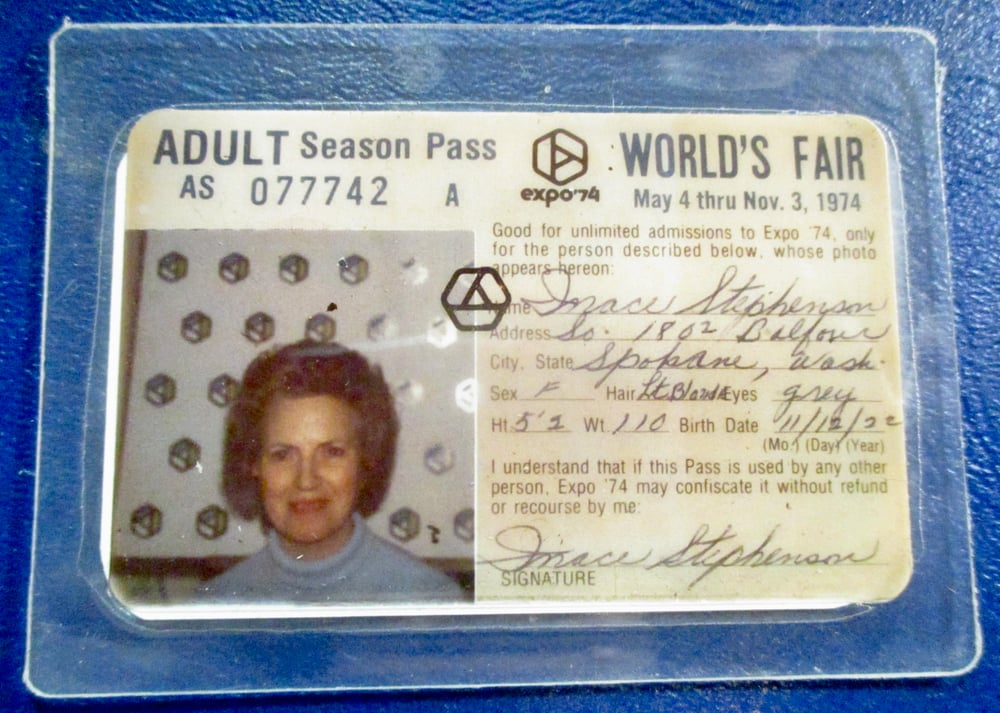 ADULT Season Pass
AS 077742 A
expo'74
WORLD'S FAIR
May 4 thru Nov. 3, 1974
Good for unlimited admissions to Expo '74, only
for the person described below, whose photo
appears hereon:
Name Inace Stephenson
Address So. 1802 Balfour
City, State Spokane, Wash.
Sex F Hair Lt Blond Eyes grey
Ht. 5'2 Wt. 110 Birth Date 11/12/22
(Mo.) (Day) (Year)
I understand that if this Pass is used by any other
person, Expo '74 may confiscate it without refund
or recourse by me:
Inace Stephenson
SIGNATURE